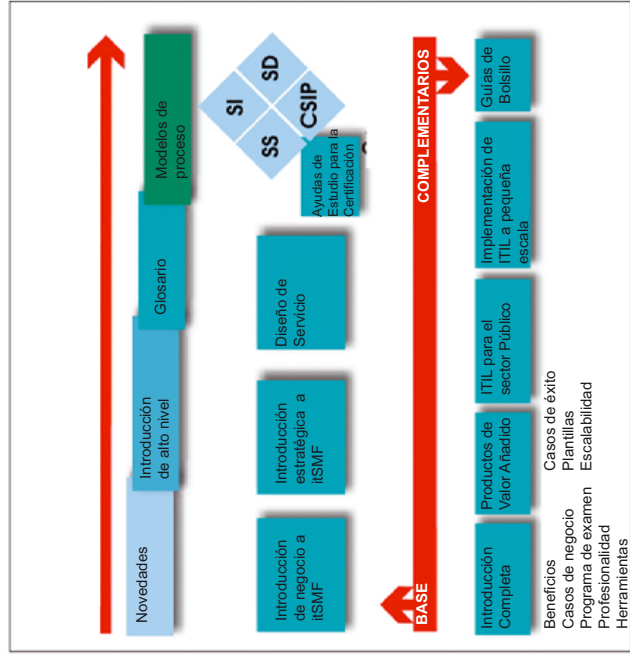 Novedades
Introducción
de alto nivel
Glosario
Modelos de
proceso
Introducción
de negocio a
itSMF
Introducción
estratégica a
itSMF
Diseño de
Servicio
Ayudas de
Estudio para la
Certificación
SS
SI
SD
CSIP
BASE
COMPLEMENTARIOS
Introducción
Completa
Productos de
Valor Añadido
ITIL para el
sector Público
Implementación de
ITIL a pequeña
escala
Guías de
Bolsillo
Beneficios
Casos de negocio
Programa de examen
Profesionalidad
Herramientas
Casos de éxito
Plantillas
Escalabilidad